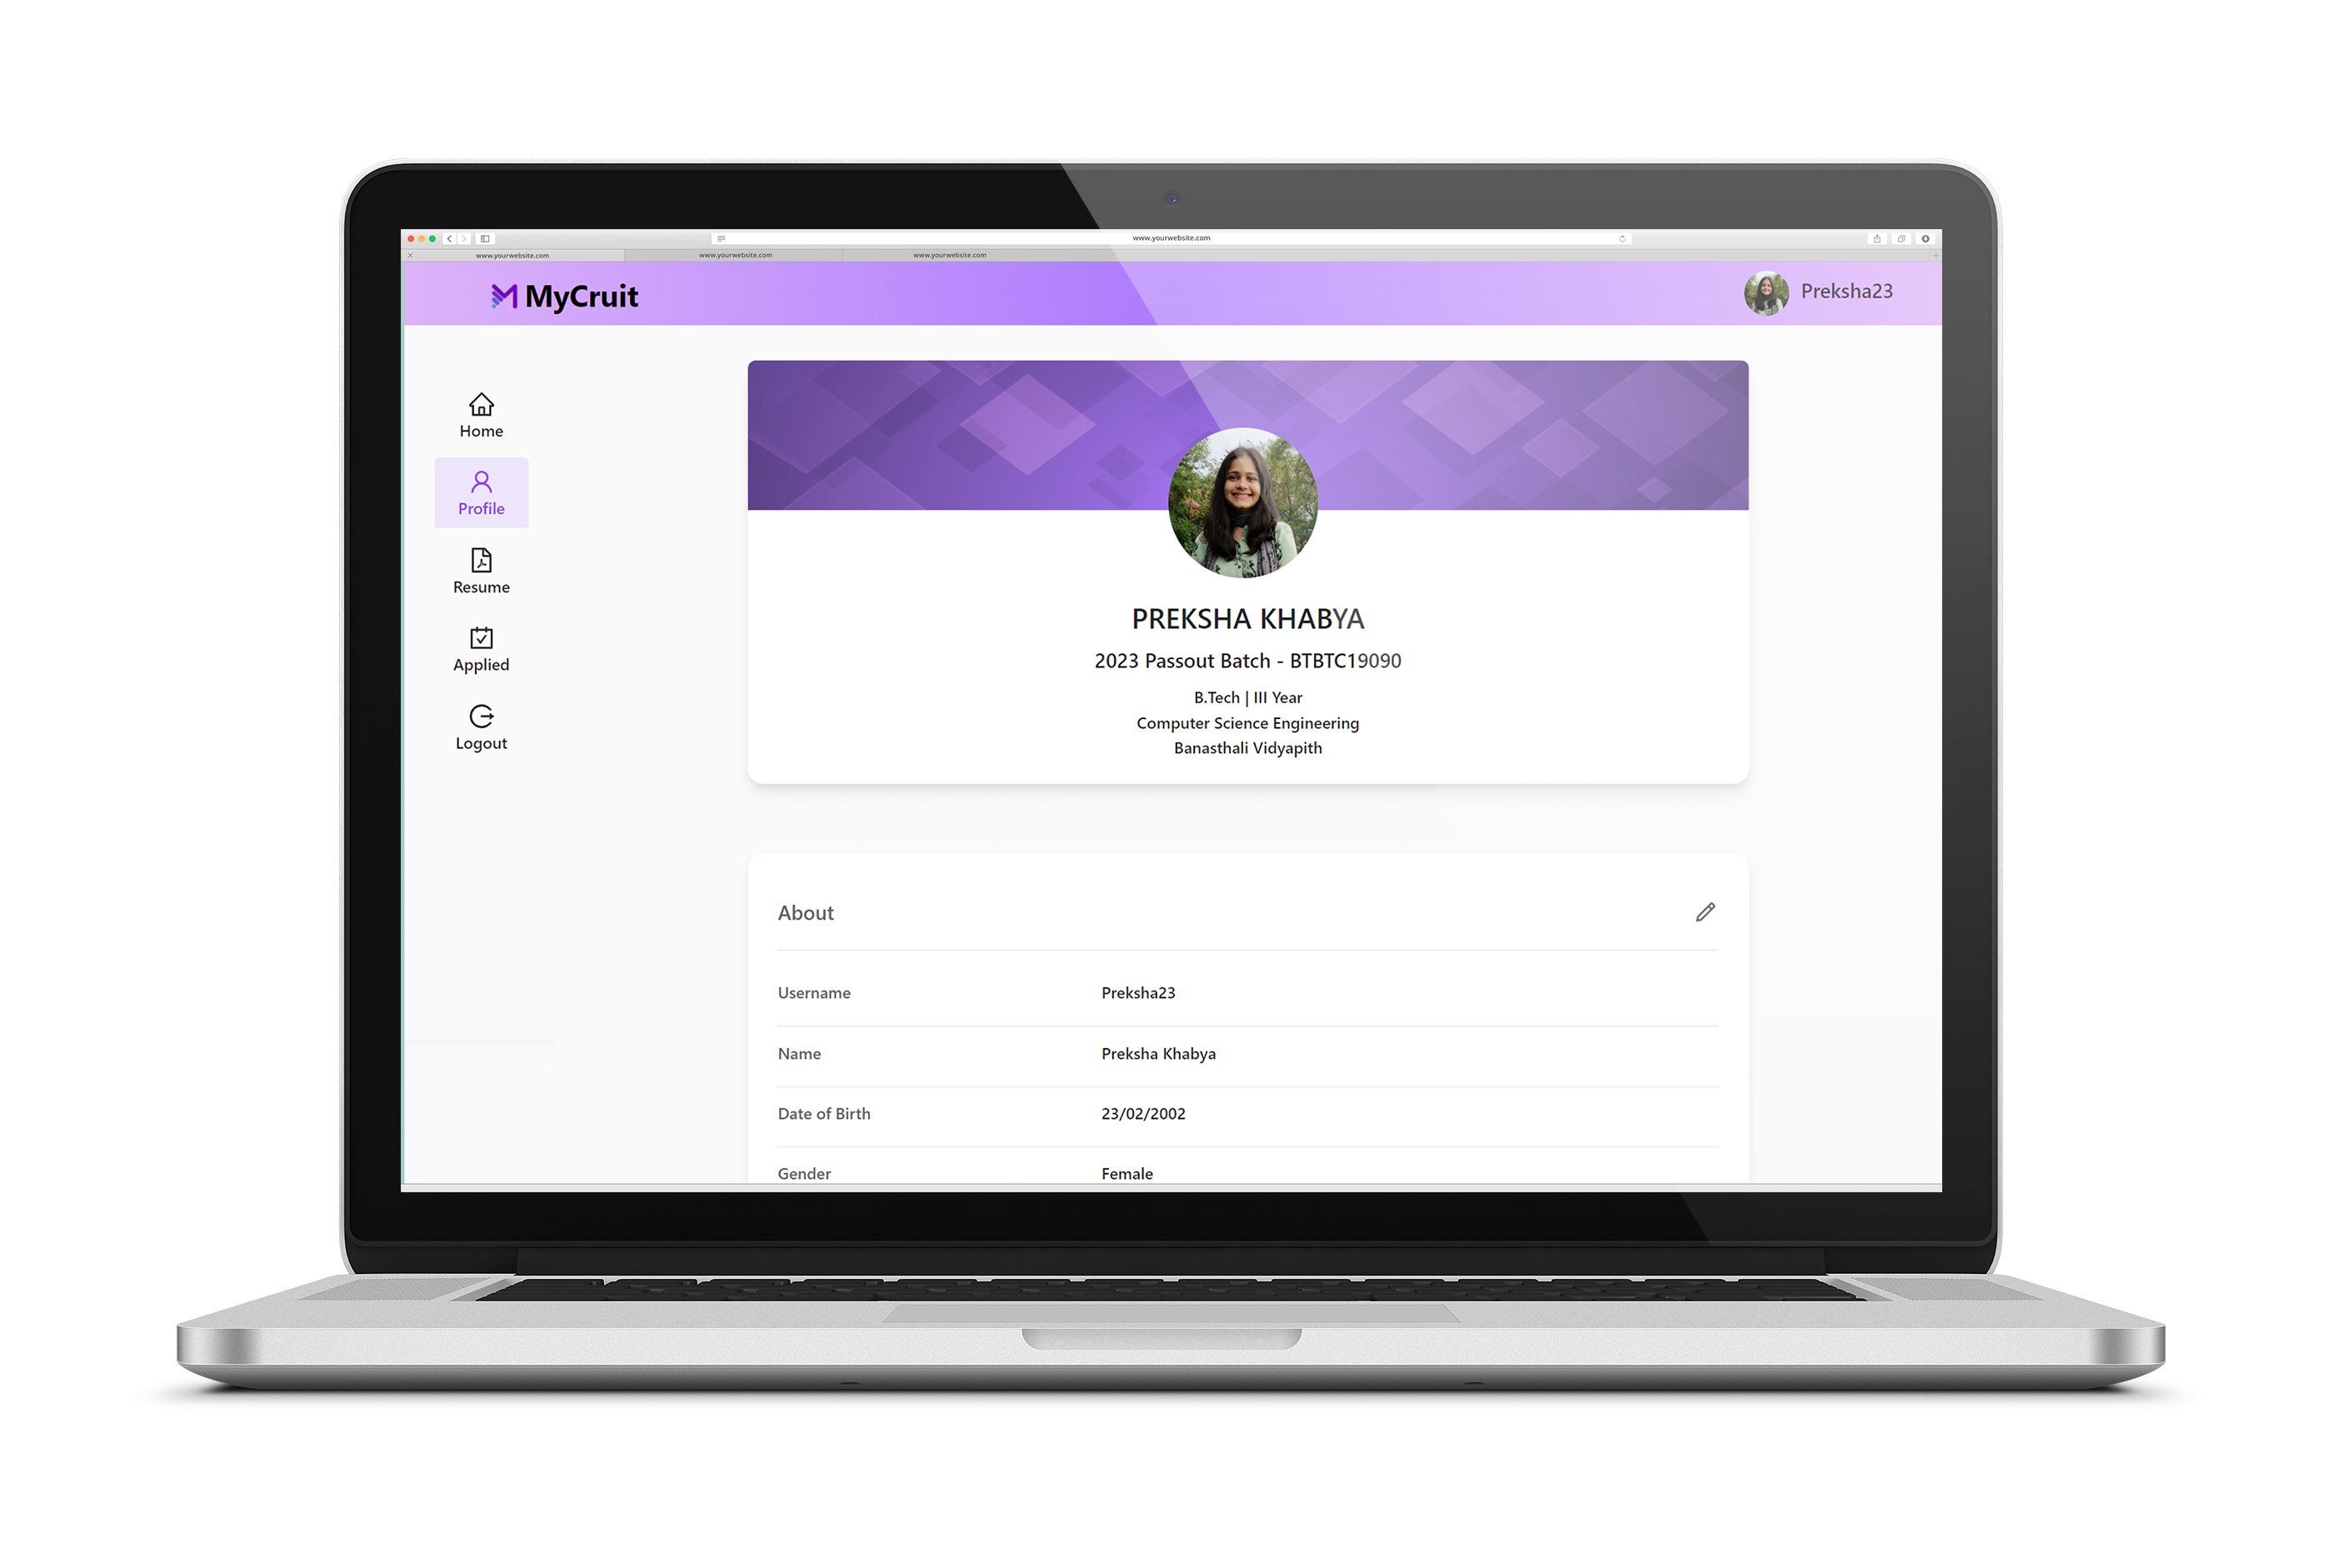 www.yourwebsite.com
www.yourwebsite.com www.yourwebsite.com www.yourwebsite.com
MyCruit
Preksha23
Home
Profile
Resume
Applied
Logout
PREKSHA KHABYA
2023 Passout Batch - BTBTC19090
B.Tech | III Year
Computer Science Engineering
Banasthali Vidyapith
About
Username Preksha23
Name Preksha Khabya
Date of Birth 23/02/2002
Gender Female